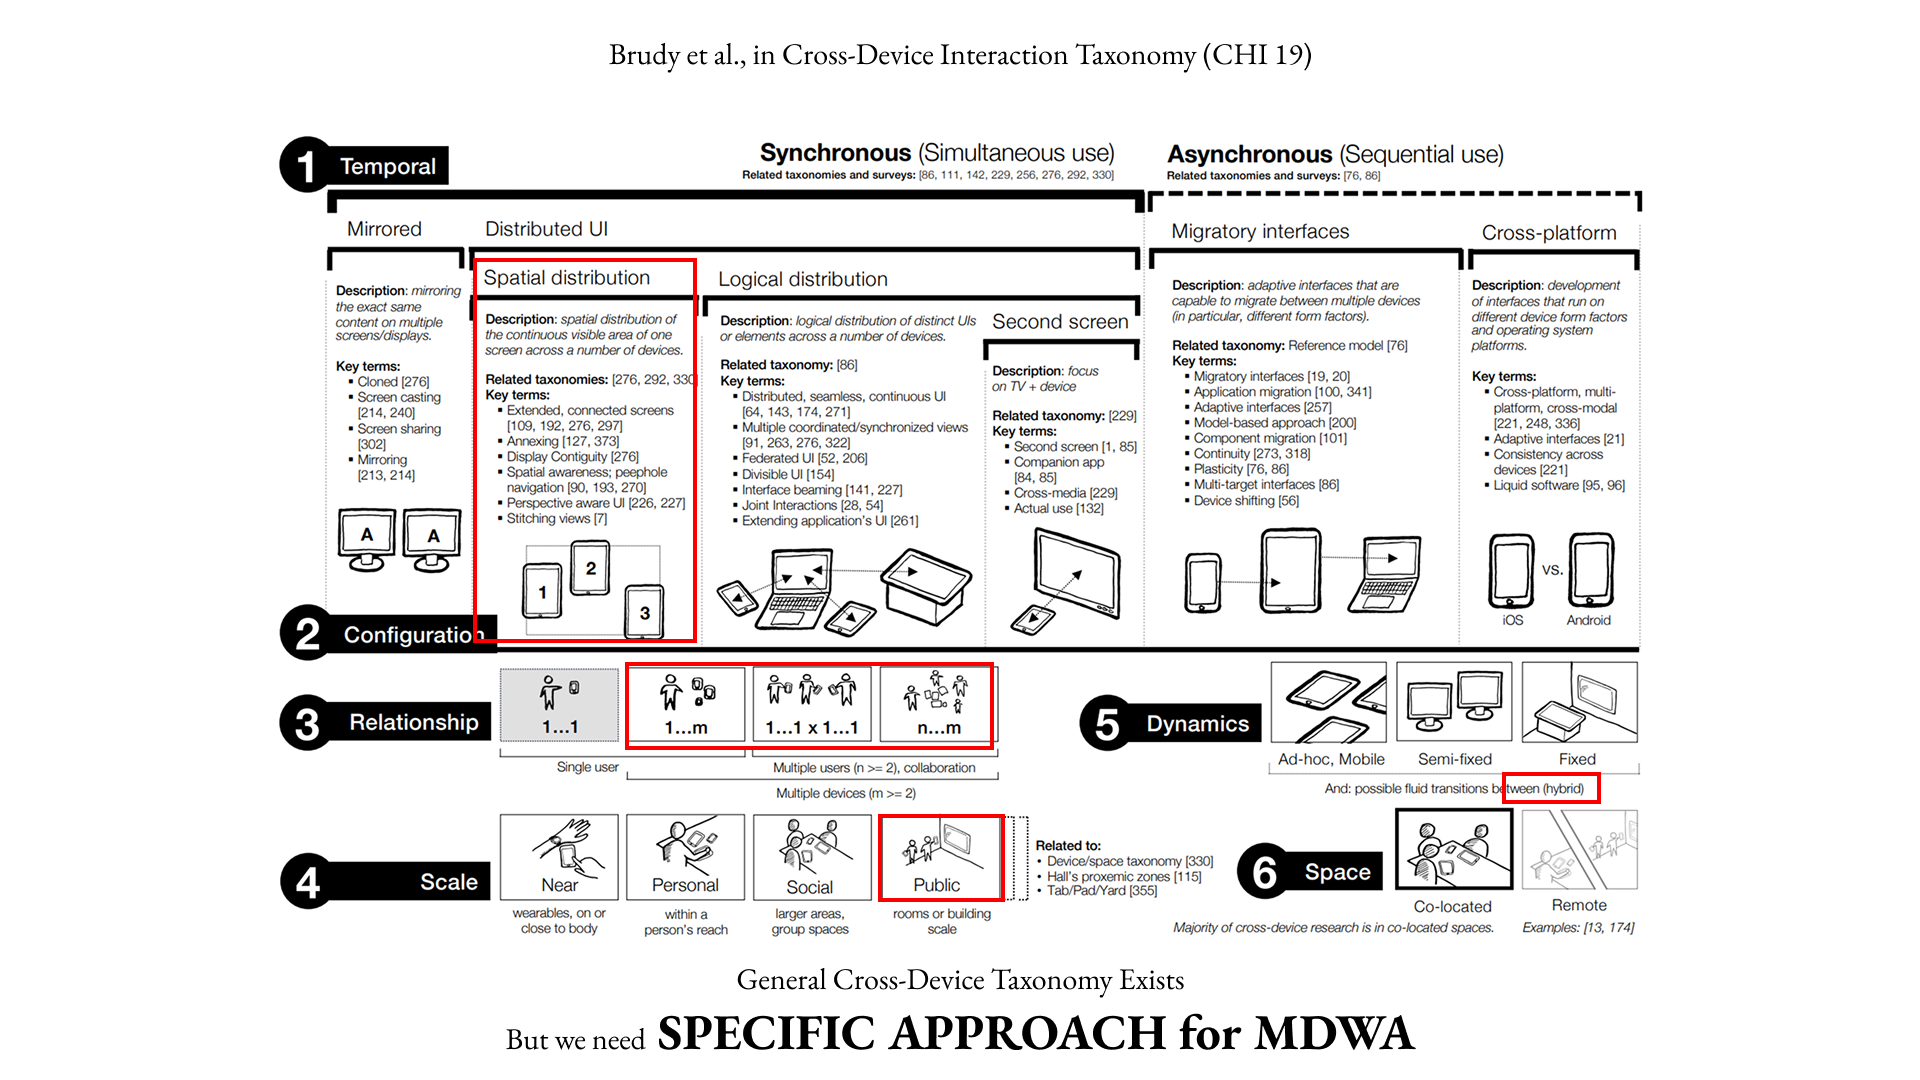 Brudy et al., in Cross-Device Interaction Taxonomy (CHI 19)
1 Temporal
Synchronous (Simultaneous use)
Related taxonomies and surveys: [86, 111, 142, 229, 256, 276, 292, 330]
Asynchronous (Sequential use)
Related taxonomies and surveys: [76, 86]
Mirrored
Description: mirroring
the exact same
content on multiple
screens/displays.
Key terms:
▪ Cloned [276]
▪ Screen casting
[214, 240]
▪ Screen sharing
[302]
▪ Mirroring
[213, 214]
A
A
Distributed UI
Spatial distribution
Description: spatial distribution of
the continuous visible area of one
screen across a number of devices.
Related taxonomies: [276, 292, 330]
Key terms:
▪ Extended, connected screens
[109, 192, 276, 297]
▪ Annexing [127, 373]
▪ Display Contiguity [276]
▪ Spatial awareness; peephole
navigation [90, 193, 270]
▪ Perspective aware UI [226, 227]
▪ Stitching views [7]
1
2
3
Logical distribution
Description: logical distribution of distinct UIs
or elements across a number of devices.
Related taxonomy: [86]
Key terms:
▪ Distributed, seamless, continuous UI
[64, 143, 174, 271]
▪ Multiple coordinated/synchronized views
[91, 263, 276, 322]
▪ Federated UI [52, 206]
▪ Divisible UI [154]
▪ Interface beaming [141, 227]
▪ Joint Interactions [28, 54]
▪ Extending application's UI [261]
Second screen
Description: focus
on TV + device
Related taxonomy: [229]
Key terms:
▪ Second screen [1, 85]
▪ Companion app
[84, 85]
▪ Cross-media [229]
▪ Actual use [132]
Migratory interfaces
Description: adaptive interfaces that are
capable to migrate between multiple devices
(in particular, different form factors).
Related taxonomy: Reference model [76]
Key terms:
▪ Migratory interfaces [19, 20]
▪ Application migration [100, 341]
▪ Adaptive interfaces [257]
▪ Model-based approach [200]
▪ Component migration [101]
▪ Continuity [273, 318]
▪ Plasticity [76, 86]
▪ Multi-target interfaces [86]
▪ Device shifting [56]
Cross-platform
Description: development
of interfaces that run on
different device form factors
and operating system
platforms.
Key terms:
▪ Cross-platform, multi-
platform, cross-modal
[221, 248, 336]
▪ Adaptive interfaces [21]
▪ Consistency across
devices [221]
▪ Liquid software [95, 96]
vs.
iOS
Android
2 Configuration
3 Relationship
1...1
1...m
1...1 x 1...1
n...m
Single user
Multiple users (n >= 2), collaboration
Multiple devices (m >= 2)
4 Scale
Near
Personal
Social
Public
wearables, on or
close to body
within a
person's reach
larger areas,
group spaces
rooms or building
scale
Related to:
• Device/space taxonomy [330]
• Hall's proxemic zones [115]
• Tab/Pad/Yard [355]
5 Dynamics
Ad-hoc, Mobile
Semi-fixed
Fixed
And: possible fluid transitions between (hybrid)
6 Space
Co-located
Remote
Majority of cross-device research is in co-located spaces.
Examples: [13, 174]
General Cross-Device Taxonomy Exists
But we need SPECIFIC APPROACH for MDWA